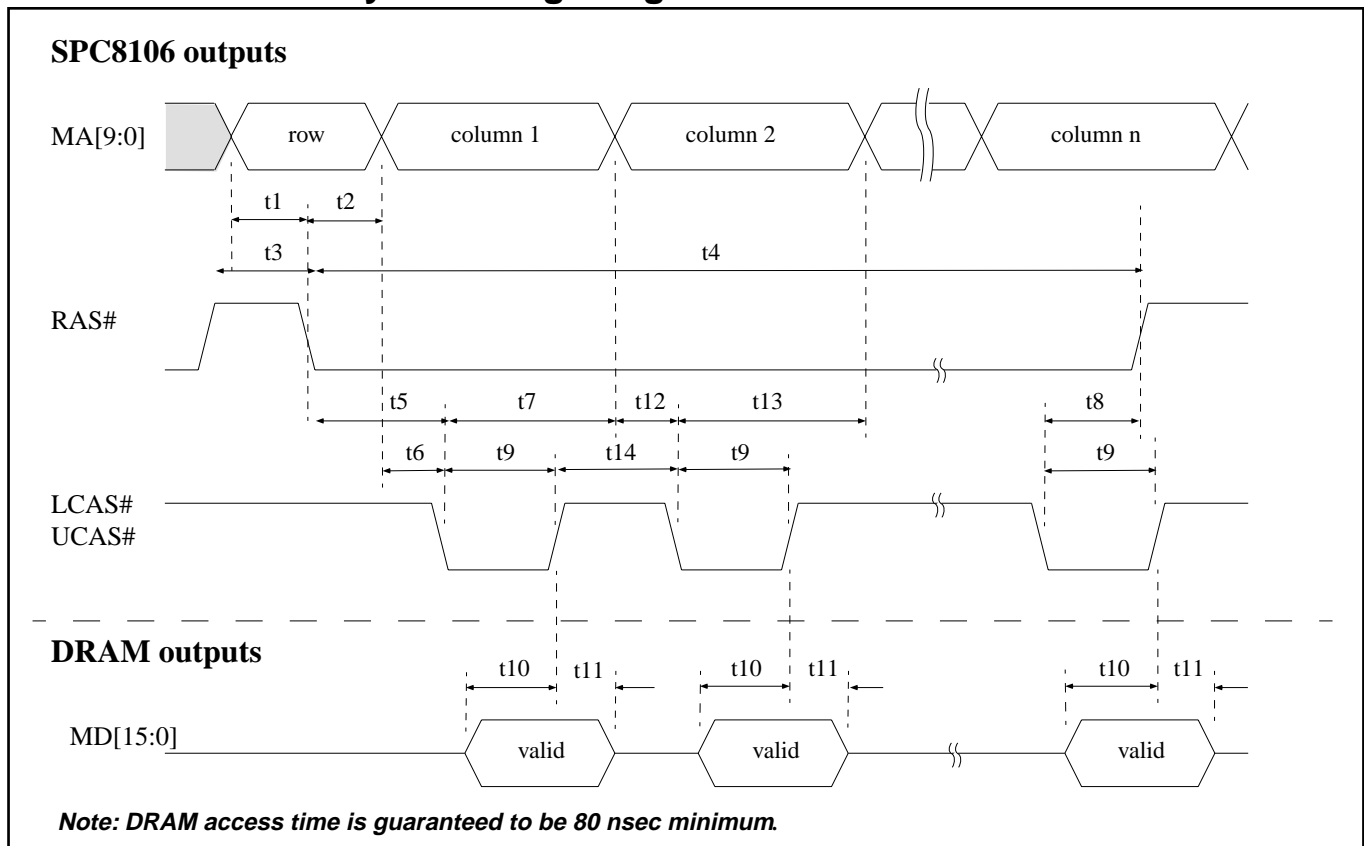 SPC8106 outputs
MA[9:0]
row
column 1
column 2
column n
t1
t2
t3
t4
RAS#
t5
t7
t12
t13
t8
t6
t9
t14
t9
t9
LCAS#
UCAS#
DRAM outputs
t10
t11
t10
t11
t10
t11
MD[15:0]
valid
valid
valid
Note: DRAM access time is guaranteed to be 80 nsec minimum.